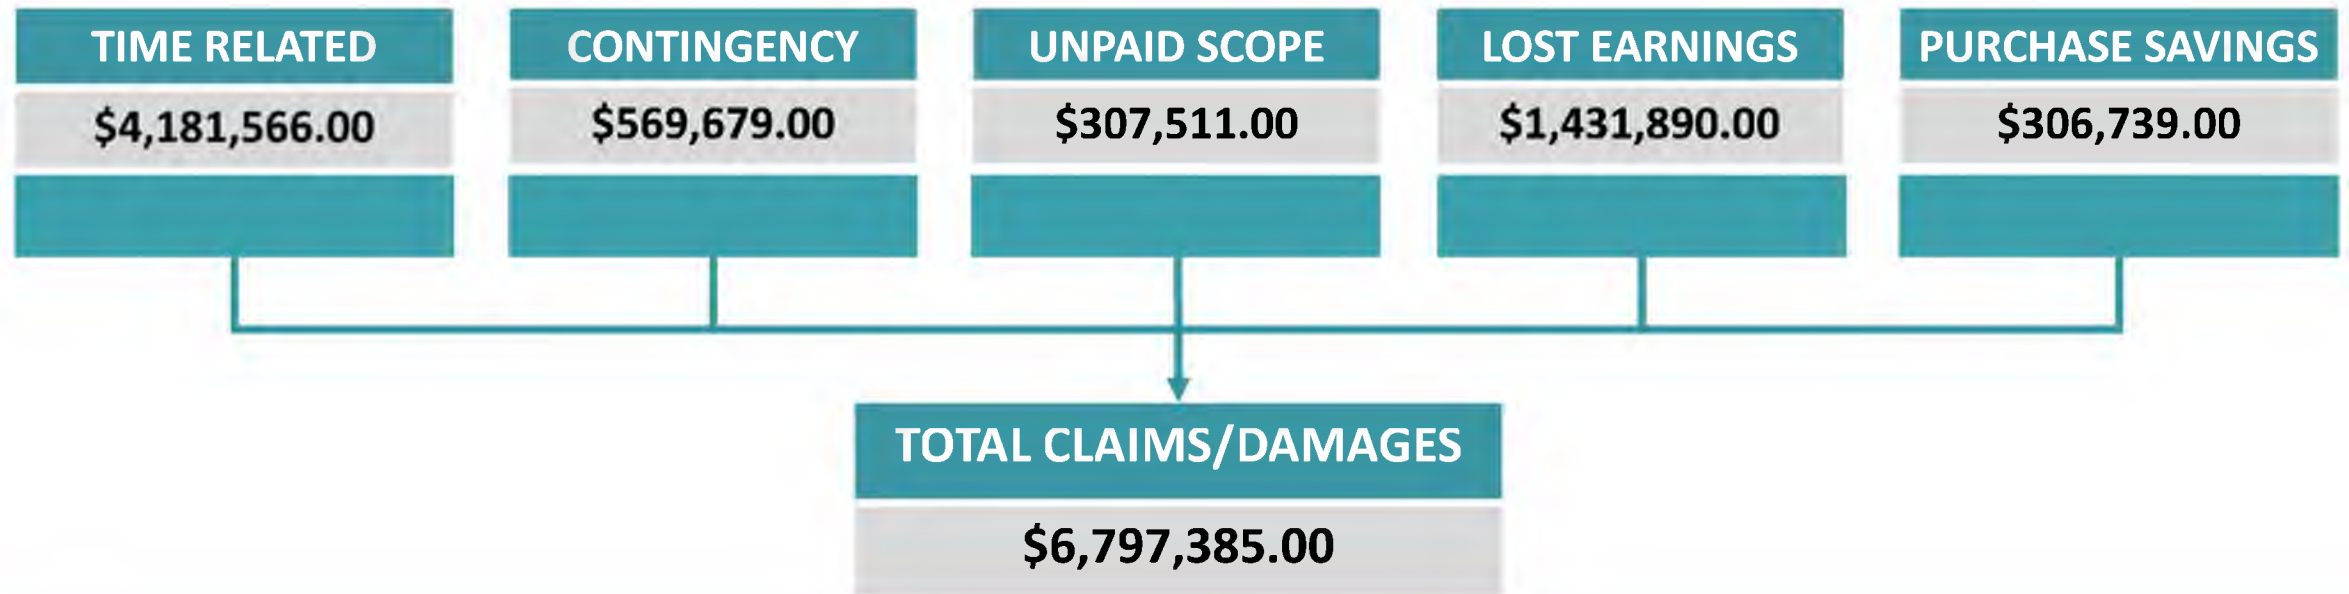 TIME RELATED
CONTINGENCY
UNPAID SCOPE
LOST EARNINGS
PURCHASE SAVINGS
$4,181,566.00
$569,679.00
$307,511.00
$1,431,890.00
$306,739.00
TOTAL CLAIMS/DAMAGES
$6,797,385.00